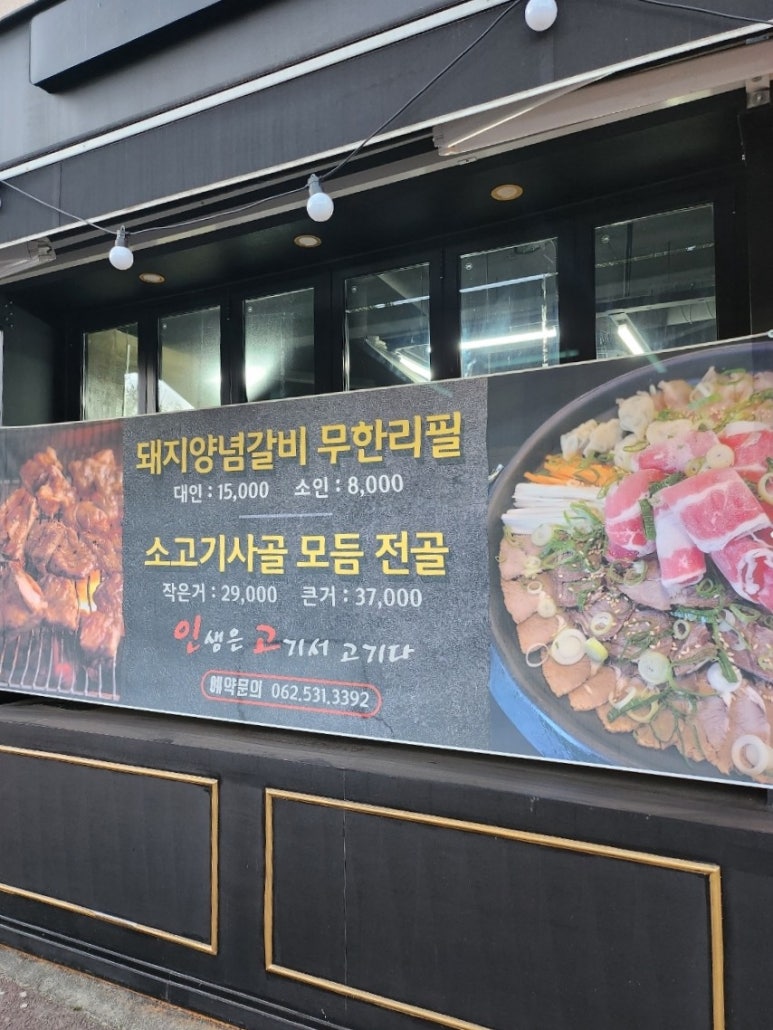 돼지양념갈비 무한리필
대인 : 15,000 소인 : 8,000
소고기사골 모듬 전골
작은거 : 29,000 큰거 : 37,000
인생은 고기서 고기다
예약문의 062.531.3392